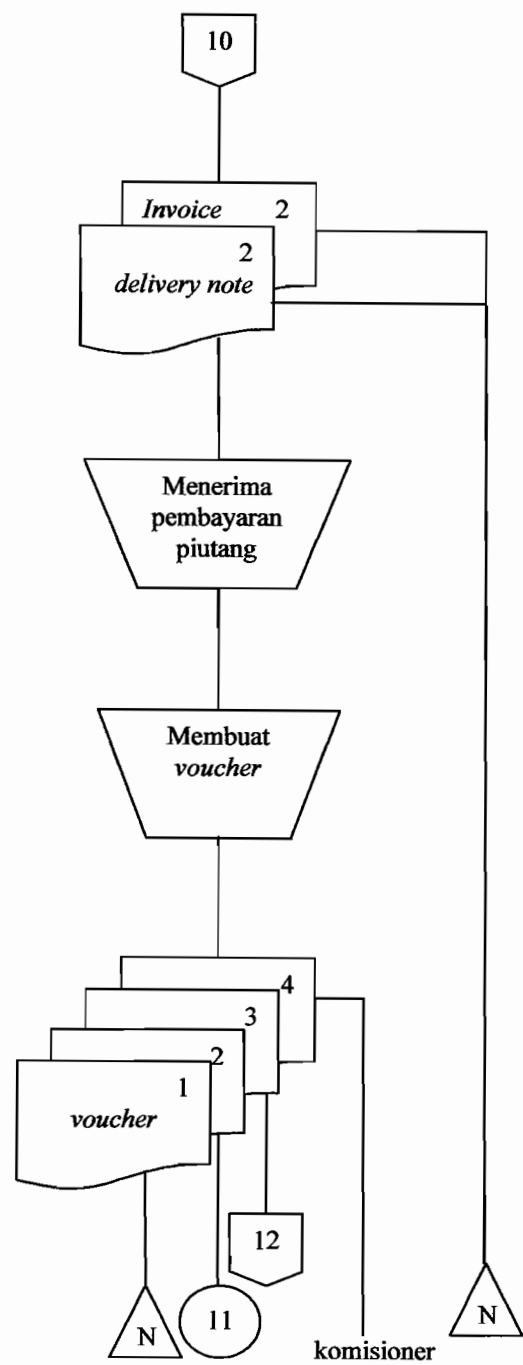 10
Invoice 2
2
delivery note
Menerima
pembayaran
piutang
Membuat
voucher
4
3
2
1
voucher
12
11
N
N
komisioner